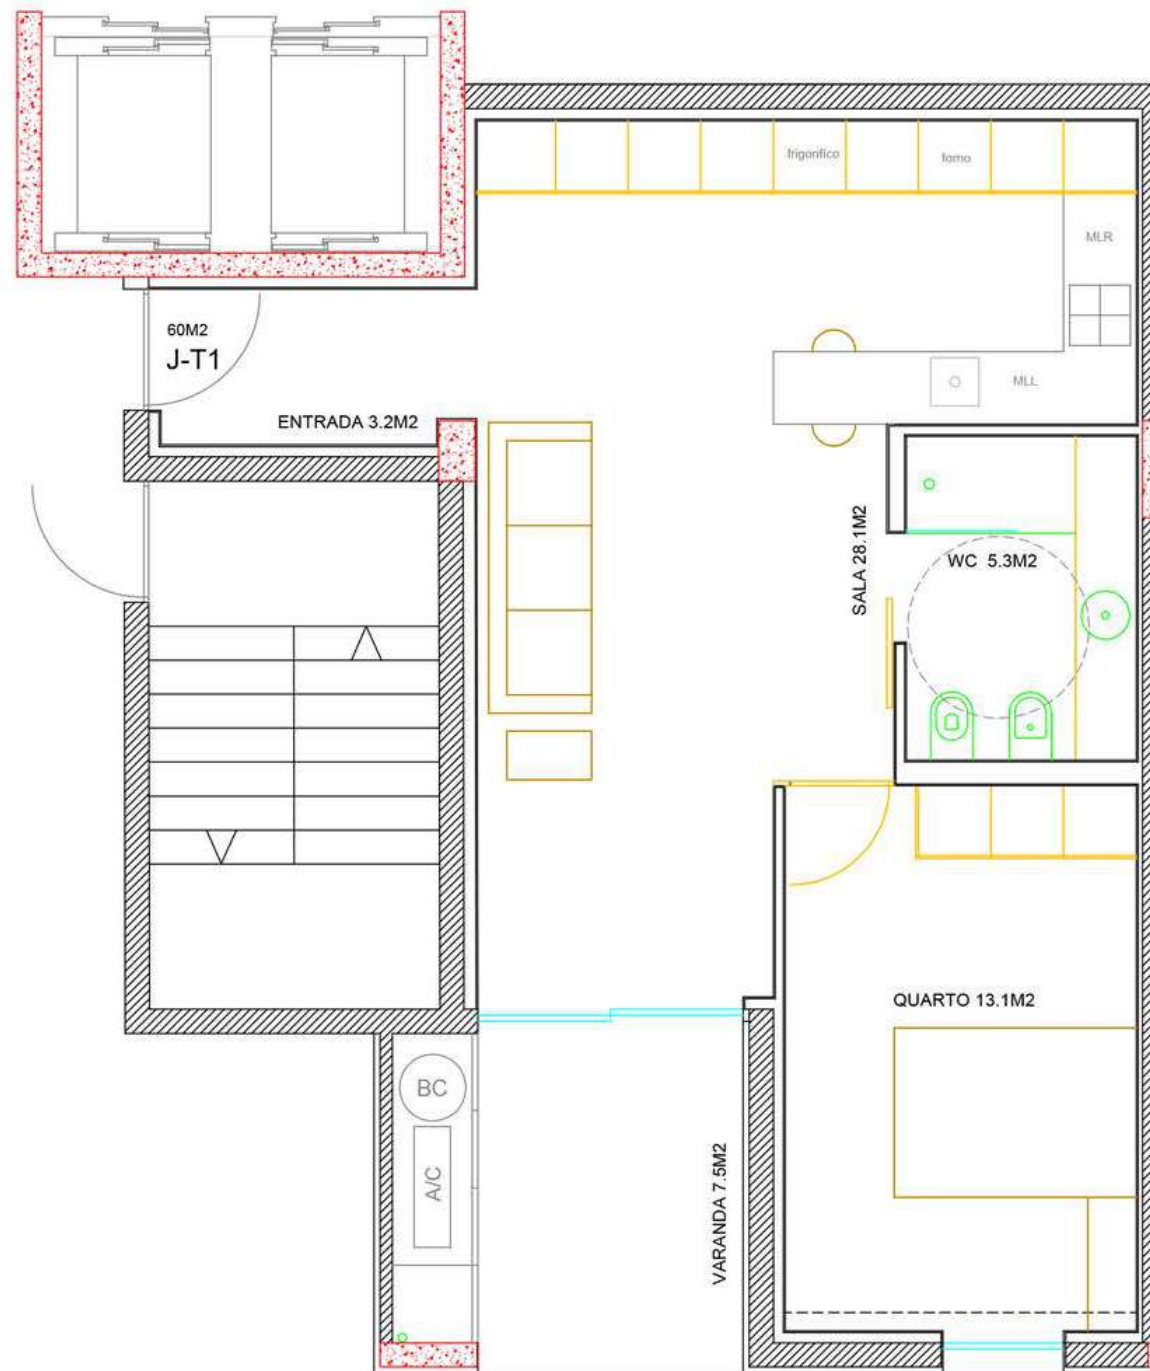 frigorifico
forno
MLR
60M2
J-T1
MLL
ENTRADA 3.2M2
SALA 28.1M2
WC 5.3M2
QUARTO 13.1M2
BC
A/C
VARANDA 7.5M2